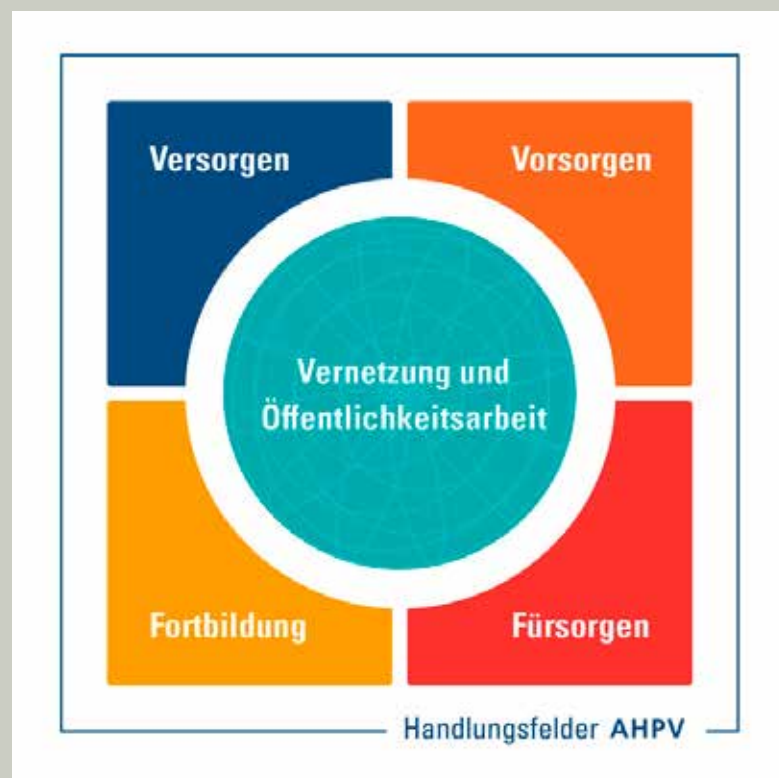 Versorgen
Vorsorgen
Vernetzung und
Öffentlichkeitsarbeit
Fortbildung
Fürsorgen
Handlungsfelder AHPV